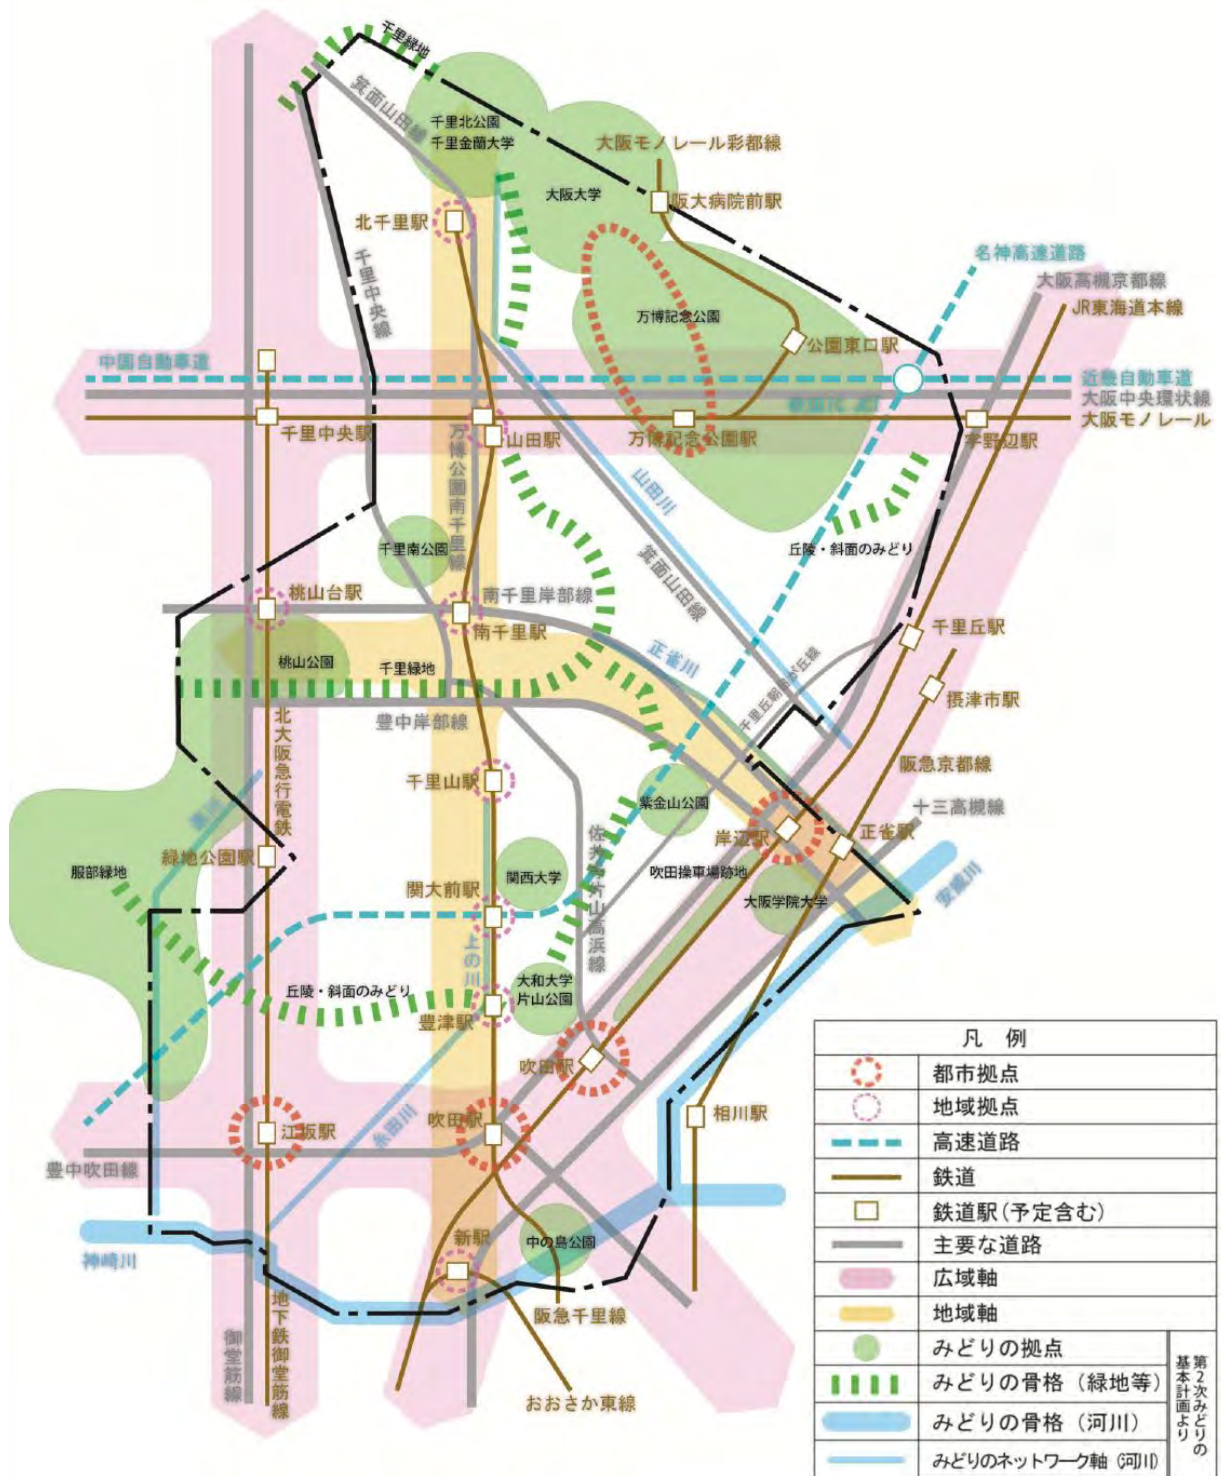 千里緑地
箕面山田線
千里北公園
千里金蘭大学
大阪モノレール彩都線
大阪大学
阪大病院前駅
北千里駅
千里中央線
名神高速道路
大阪高槻京都線
JR東海道本線
万博記念公園
公園東口駅
中国自動車道
近畿自動車道
大阪中央環状線
大阪モノレール
千里中央駅
山田駅
万博記念公園駅
宇野辺駅
万博公園南千里線
山田川
箕面山田線
丘陵・斜面のみどり
千里南公園
桃山台駅
南千里岸部線
南千里駅
正雀川
千里丘駅
桃山公園
千里緑地
千里丘朝日が丘線
摂津市駅
豊中岸部線
北大阪急行電鉄
阪急京都線
千里山駅
紫金山公園
十三高槻線
岸辺駅
正雀駅
緑地公園駅
服部緑地
関西大学
吹田操車場跡地
関大前駅
大阪学院大学
安威川
上の川
大和大学
片山公園
丘陵・斜面のみどり
豊津駅
吹田駅
江坂駅
吹田駅
糸田川
相川駅
豊中吹田線
神崎川
新駅
中の島公園
御堂筋線
地下鉄御堂筋線
阪急千里線
おおさか東線
凡 例
都市拠点
地域拠点
高速道路
鉄道
鉄道駅(予定含む)
主要な道路
広域軸
地域軸
みどりの拠点
みどりの骨格（緑地等）
みどりの骨格（河川）
みどりのネットワーク軸（河川）
第2次みどりの
基本計画より